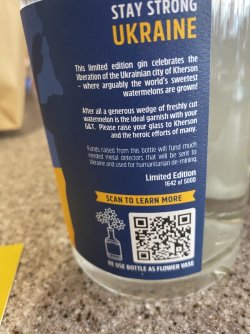 STAY STRONG
UKRAINE
This limited edition gin celebrates the
liberation of the Ukrainian city of Kherson
- where arguably the world's sweetest
watermelons are grown!
After all a generous wedge of freshly cut
watermelon is the ideal garnish with your
G&T. Please raise your glass to Kherson
and the heroic efforts of many.
Funds raised from this bottle will fund much
needed metal detectors that will be sent to
Ukraine and used for humanitarian de-mining.
Limited Edition
1642 of 5000
SCAN TO LEARN MORE
RE USE BOTTLE AS FLOWER VASE